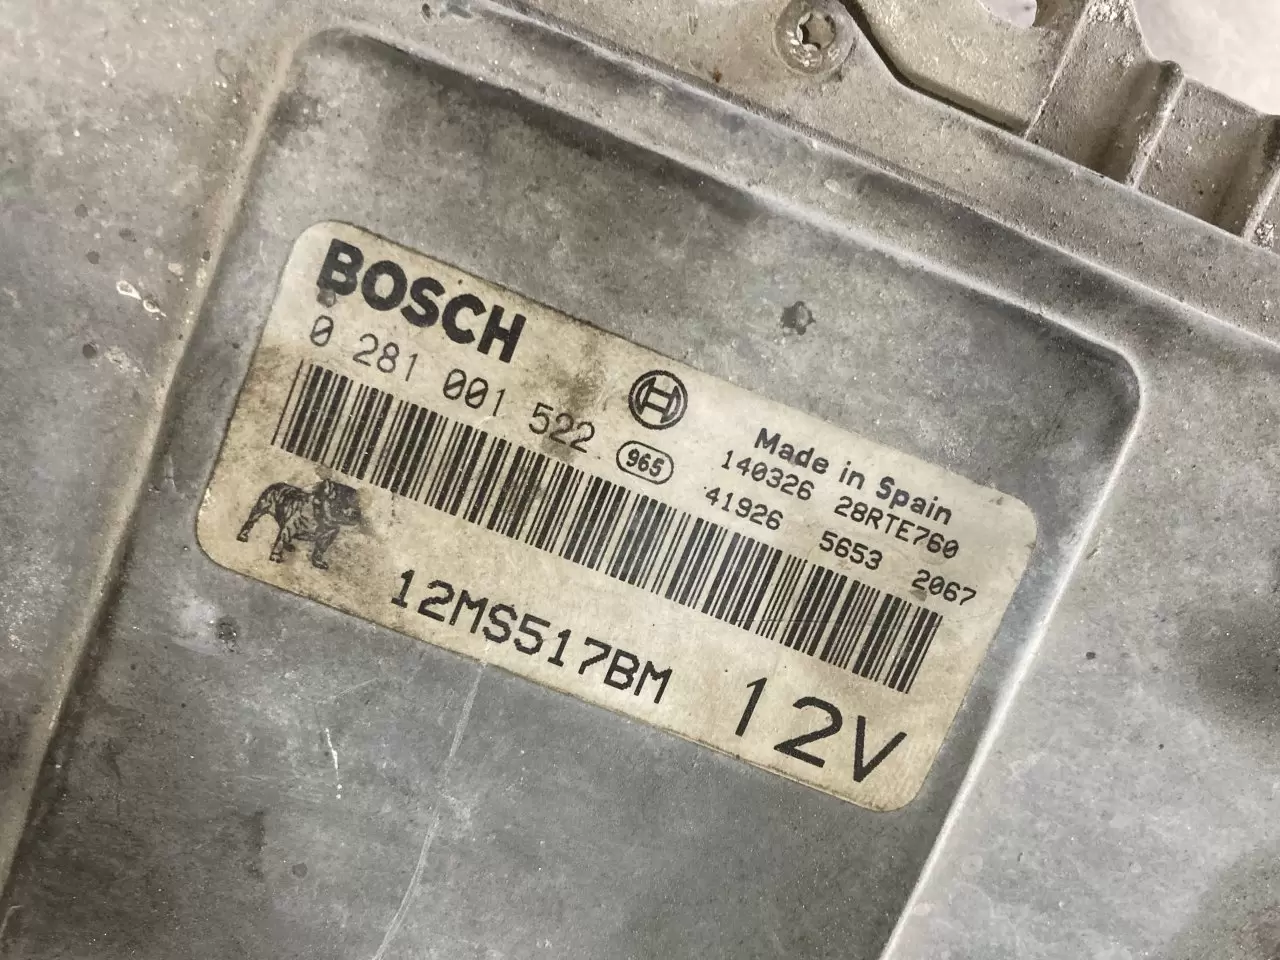 BOSCH
0 281 001 522
965
Made in Spain
140326 28RTE760
41926 5653 2067
12MS517BM
12V